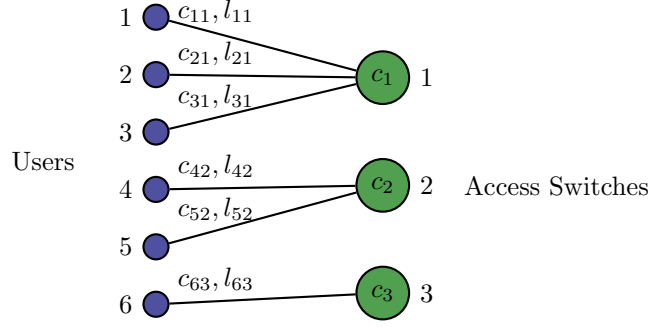 1 c₁₁, l₁₁
2 c₂₁, l₂₁ c₁ 1
3 c₃₁, l₃₁
Users
4 c₄₂, l₄₂ c₂ 2 Access Switches
5 c₅₂, l₅₂
6 c₆₃, l₆₃ c₃ 3